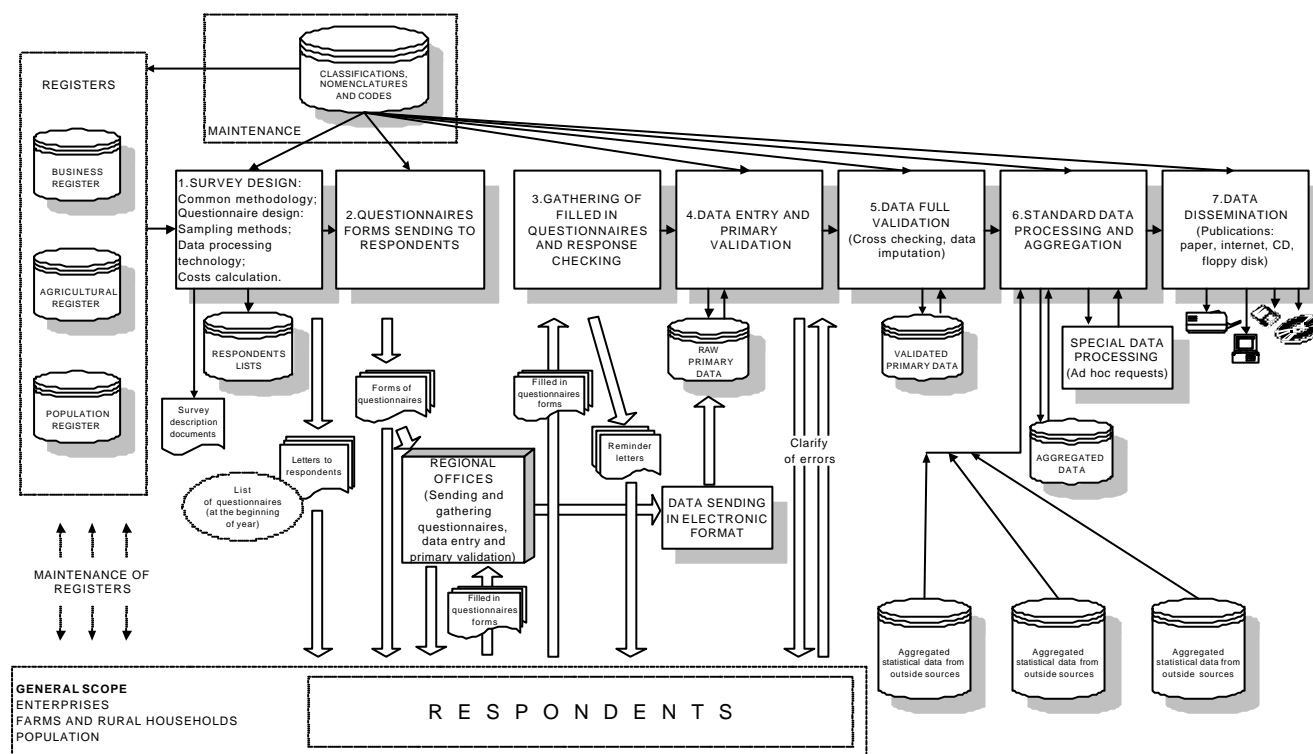 CLASSIFICATIONS,
NOMENCLATURES
AND CODES
MAINTENANCE
REGISTERS
BUSINESS
REGISTER
AGRICULTURAL
REGISTER
POPULATION
REGISTER
1.SURVEY DESIGN:
Common methodology;
Questionnaire design:
Sampling methods;
Data processing
technology;
Costs calculation.
2.QUESTIONNAIRES
FORMS SENDING TO
RESPONDENTS
3.GATHERING OF
FILLED IN
QUESTIONNAIRES
AND RESPONSE
CHECKING
4.DATA ENTRY AND
PRIMARY
VALIDATION
5.DATA FULL
VALIDATION
(Cross checking, data
imputation)
6.STANDARD DATA
PROCESSING AND
AGGREGATION
7.DATA
DISSEMINATION
(Publications:
paper, internet, CD,
floppy disk)
RESPONDENTS
LISTS
Survey
description
documents
Letters to
respondents
List
of questionnaires
(at the beginning
of year)
Forms of
questionnaires
REGIONAL
OFFICES
(Sending and
gathering
questionnaires,
data entry and
primary validation)
Filled in
questionnaires
forms
Filled in
questionnaire
forms
Reminder
letters
RAW
PRIMARY
DATA
DATA SENDING
IN ELECTRONIC
FORMAT
Clarify
of errors
VALIDATED
PRIMARY DATA
SPECIAL DATA
PROCESSING
(Ad hoc requests)
AGGREGATED
DATA
Aggregated
statistical data from
outside sources
Aggregated
statistical data from
outside sources
Aggregated
statistical data from
outside sources
MAINTENANCE OF
REGISTERS
GENERAL SCOPE
ENTERPRISES
FARMS AND RURAL HOUSEHOLDS
POPULATION
RESPONDENTS